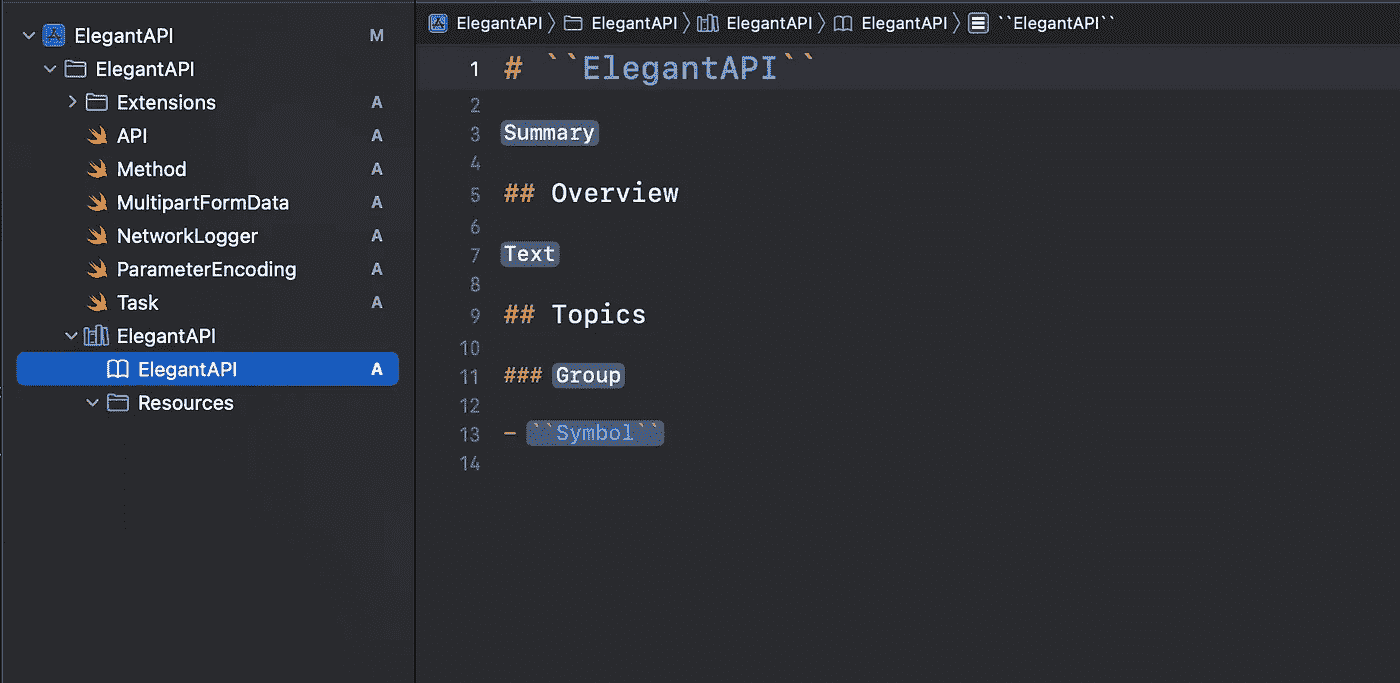 ElegantAPI M
ElegantAPI
Extensions A
API A
Method A
MultipartFormData A
NetworkLogger A
ParameterEncoding A
Task A
ElegantAPI
ElegantAPI A
Resources
ElegantAPI 〉 ElegantAPI 〉 ElegantAPI 〉 ElegantAPI 〉 ``ElegantAPI``
1 # ``ElegantAPI``
2
3 Summary
4
5 ## Overview
6
7 Text
8
9 ## Topics
10
11 ### Group
12
13 - ``Symbol``
14